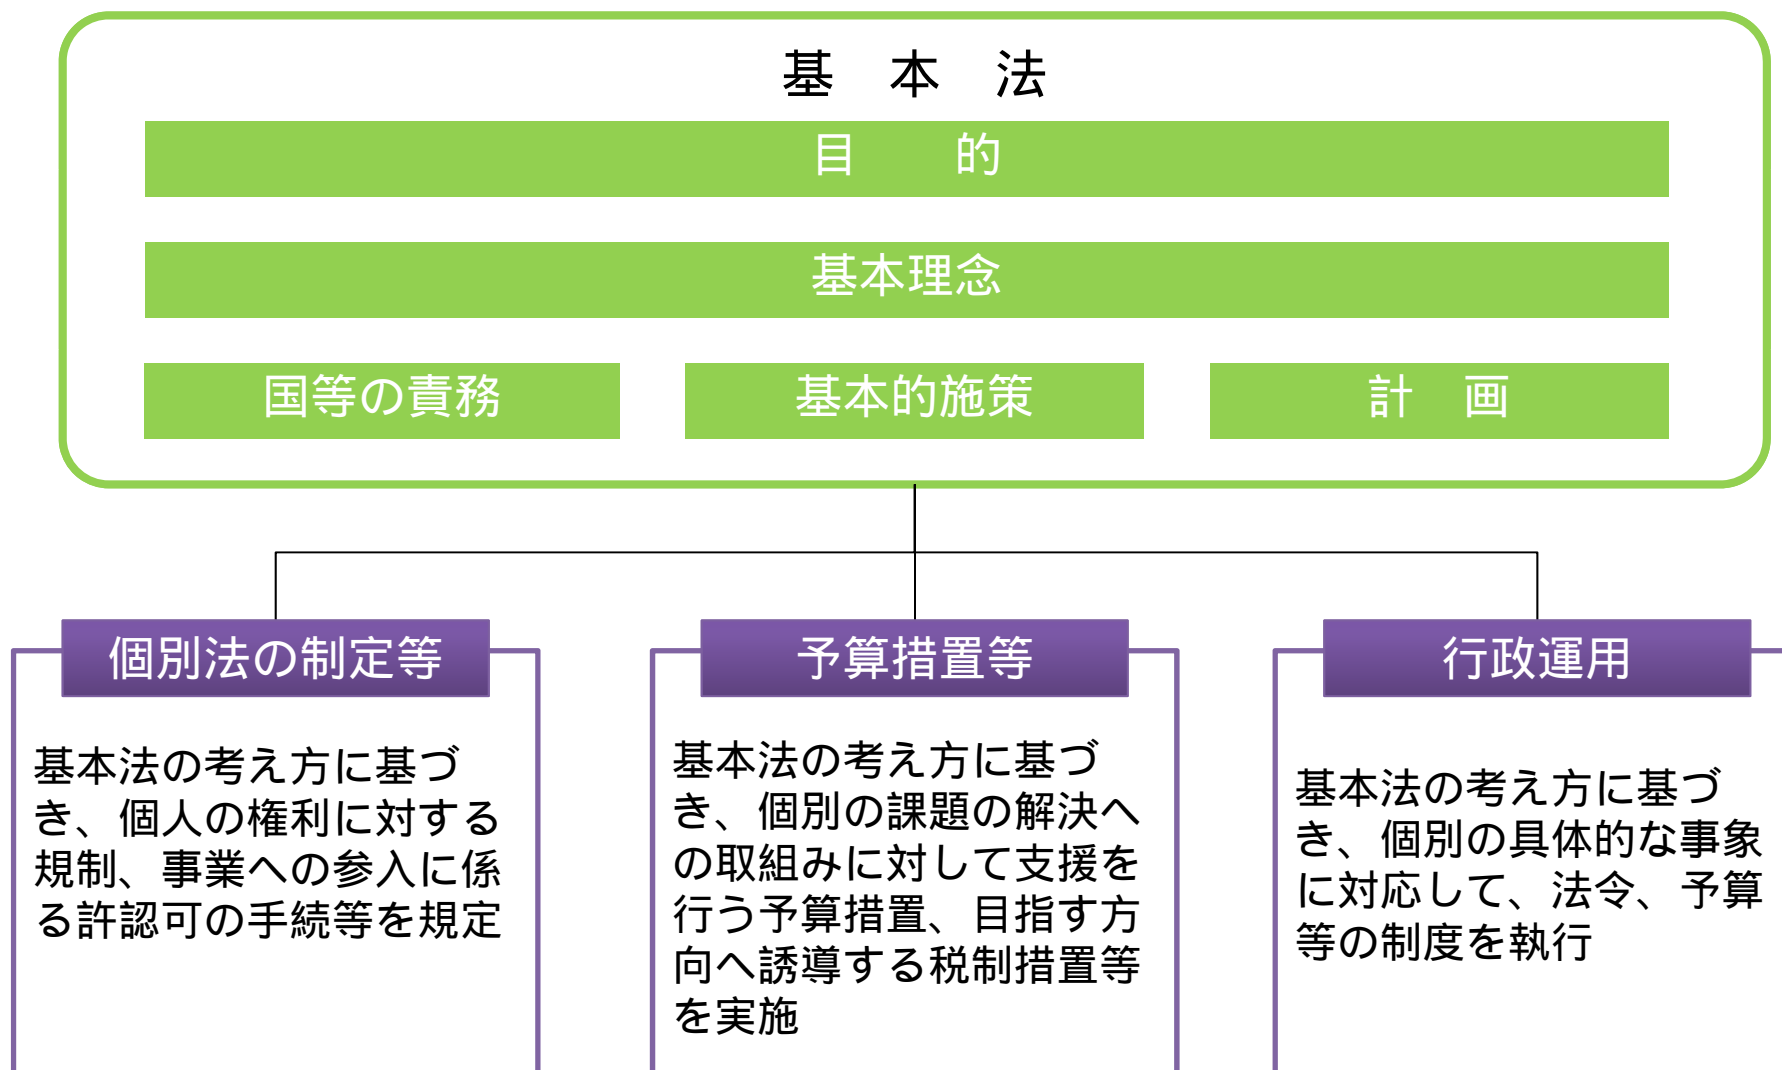 基　本　法
目　　的
基本理念
国等の責務
基本的施策
計　画
個別法の制定等
基本法の考え方に基づ
き、個人の権利に対する
規制、事業への参入に係
る許認可の手続等を規定
予算措置等
基本法の考え方に基づ
き、個別の課題の解決へ
の取組みに対して支援を
行う予算措置、目指す方
向へ誘導する税制措置等
を実施
行政運用
基本法の考え方に基づ
き、個別の具体的な事象
に対応して、法令、予算
等の制度を執行